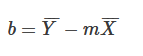 b = Y̅ − mX̅